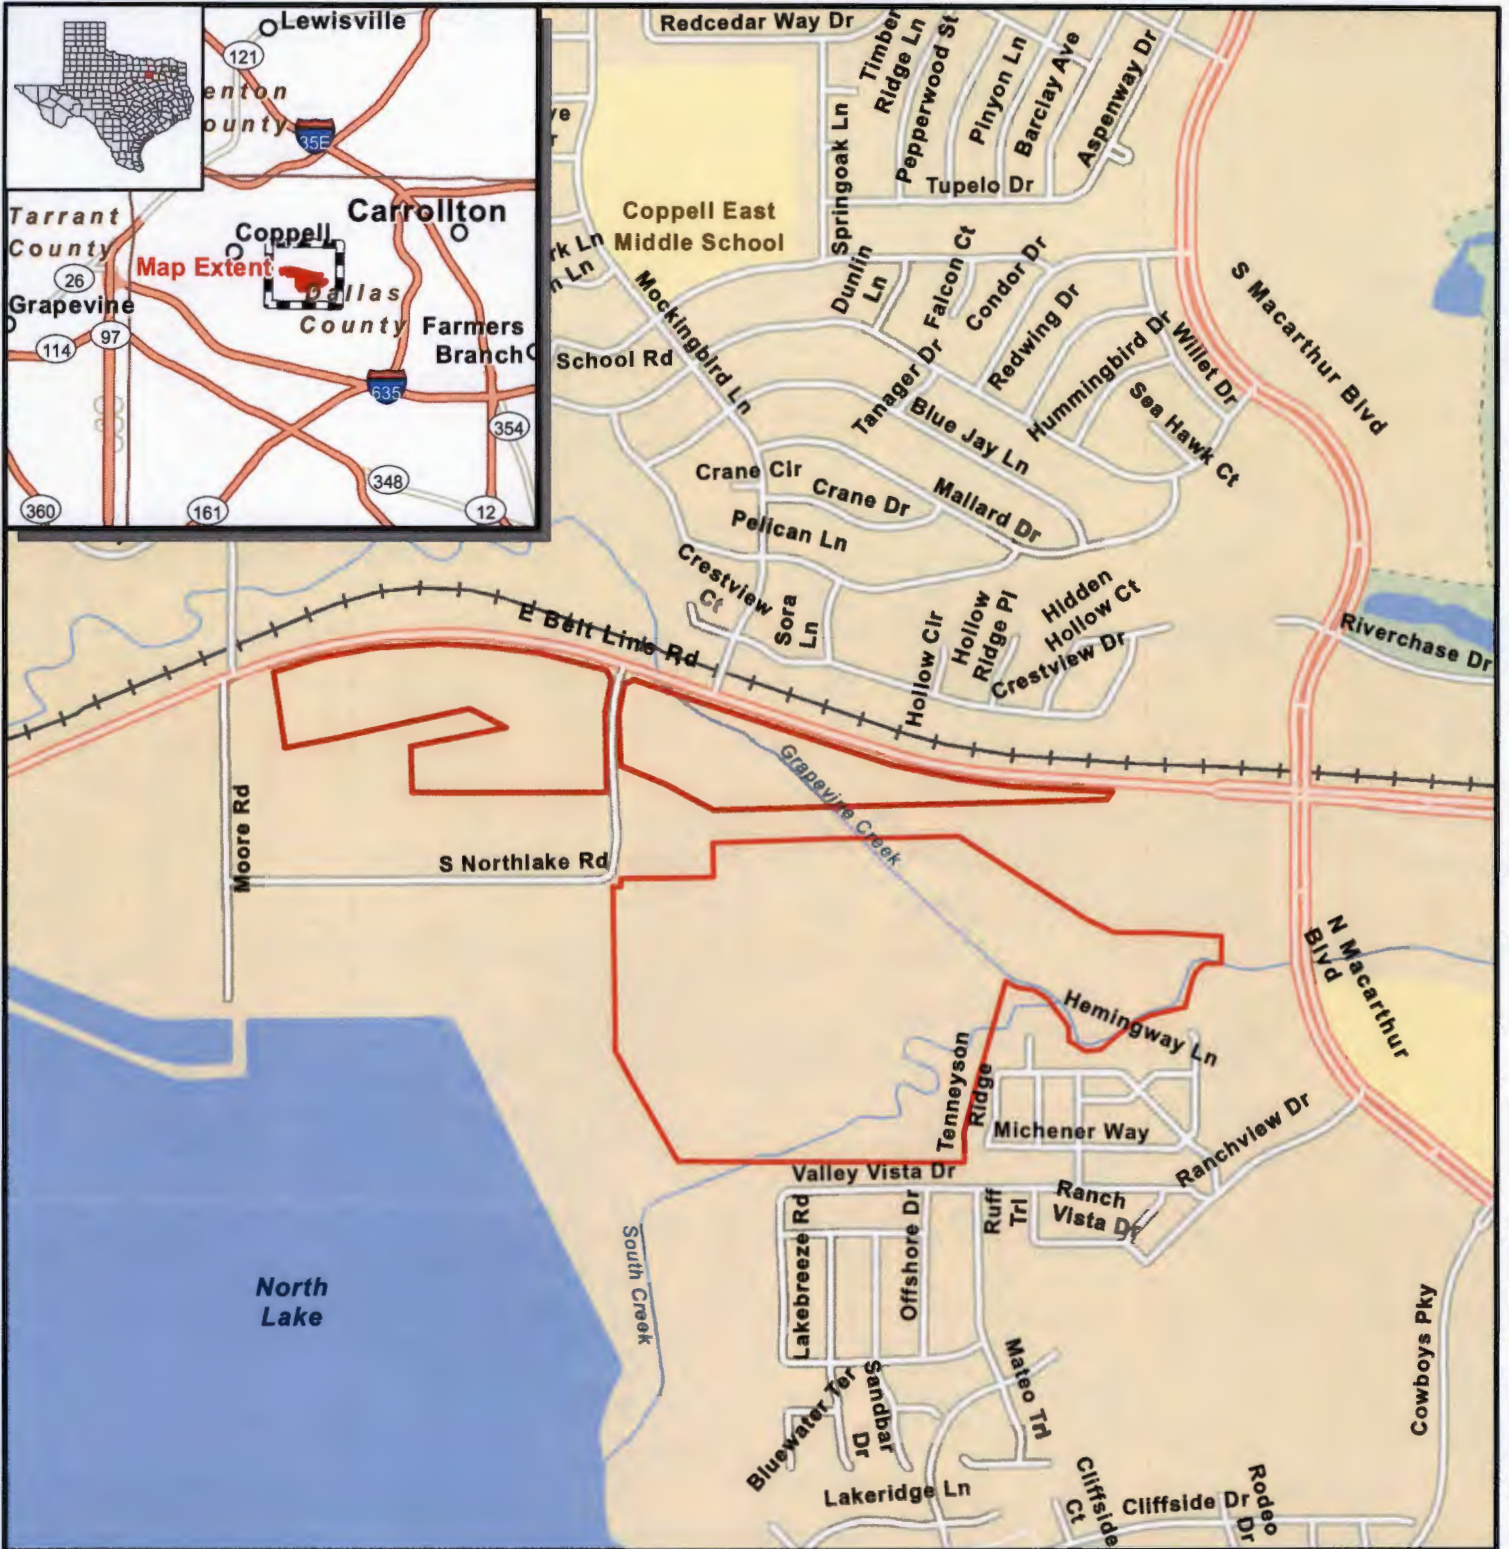 Lewisville
121
enton
ounty
35E
Tarrant
County
Carrollton
Coppell
Map Extent
26
Dallas
County
Grapevine
97
114
Farmers
Branch
635
354
348
360
161
12
Redcedar Way Dr
Timber
Ridge Ln
Pepperwood St
Pinyon Ln
Barclay Ave
Aspenway Dr
Springoak Ln
Tupelo Dr
ve
r
Coppell East
Middle School
rk Ln
n Ln
Mockingbird Ln
School Rd
Dunlin
Ln
Falcon Ct
Condor Dr
Redwing Dr
Hummingbird Dr
Willet Dr
Sea Hawk Ct
S Macarthur Blvd
Tanager Dr
Blue Jay Ln
Crane Cir
Crane Dr
Mallard Dr
Pelican Ln
Crestview
Ct
Sora
Ln
Hollow Cir
Hollow
Ridge Pl
Hidden
Hollow Ct
Crestview Dr
Riverchase Dr
E Belt Line Rd
Grapevine Creek
Moore Rd
S Northlake Rd
N Macarthur
Blvd
Hemingway Ln
Tenneyson
Ridge
Michener Way
Ranchview Dr
Valley Vista Dr
Ruff
Trl
Ranch
Vista Dr
Lakebreeze Rd
Offshore Dr
South Creek
North
Lake
Mateo Trl
Bluewater Ter
Sandbar
Dr
Cowboys Pky
Lakeridge Ln
Cliffside
Ct
Cliffside Dr
Rodeo
Dr